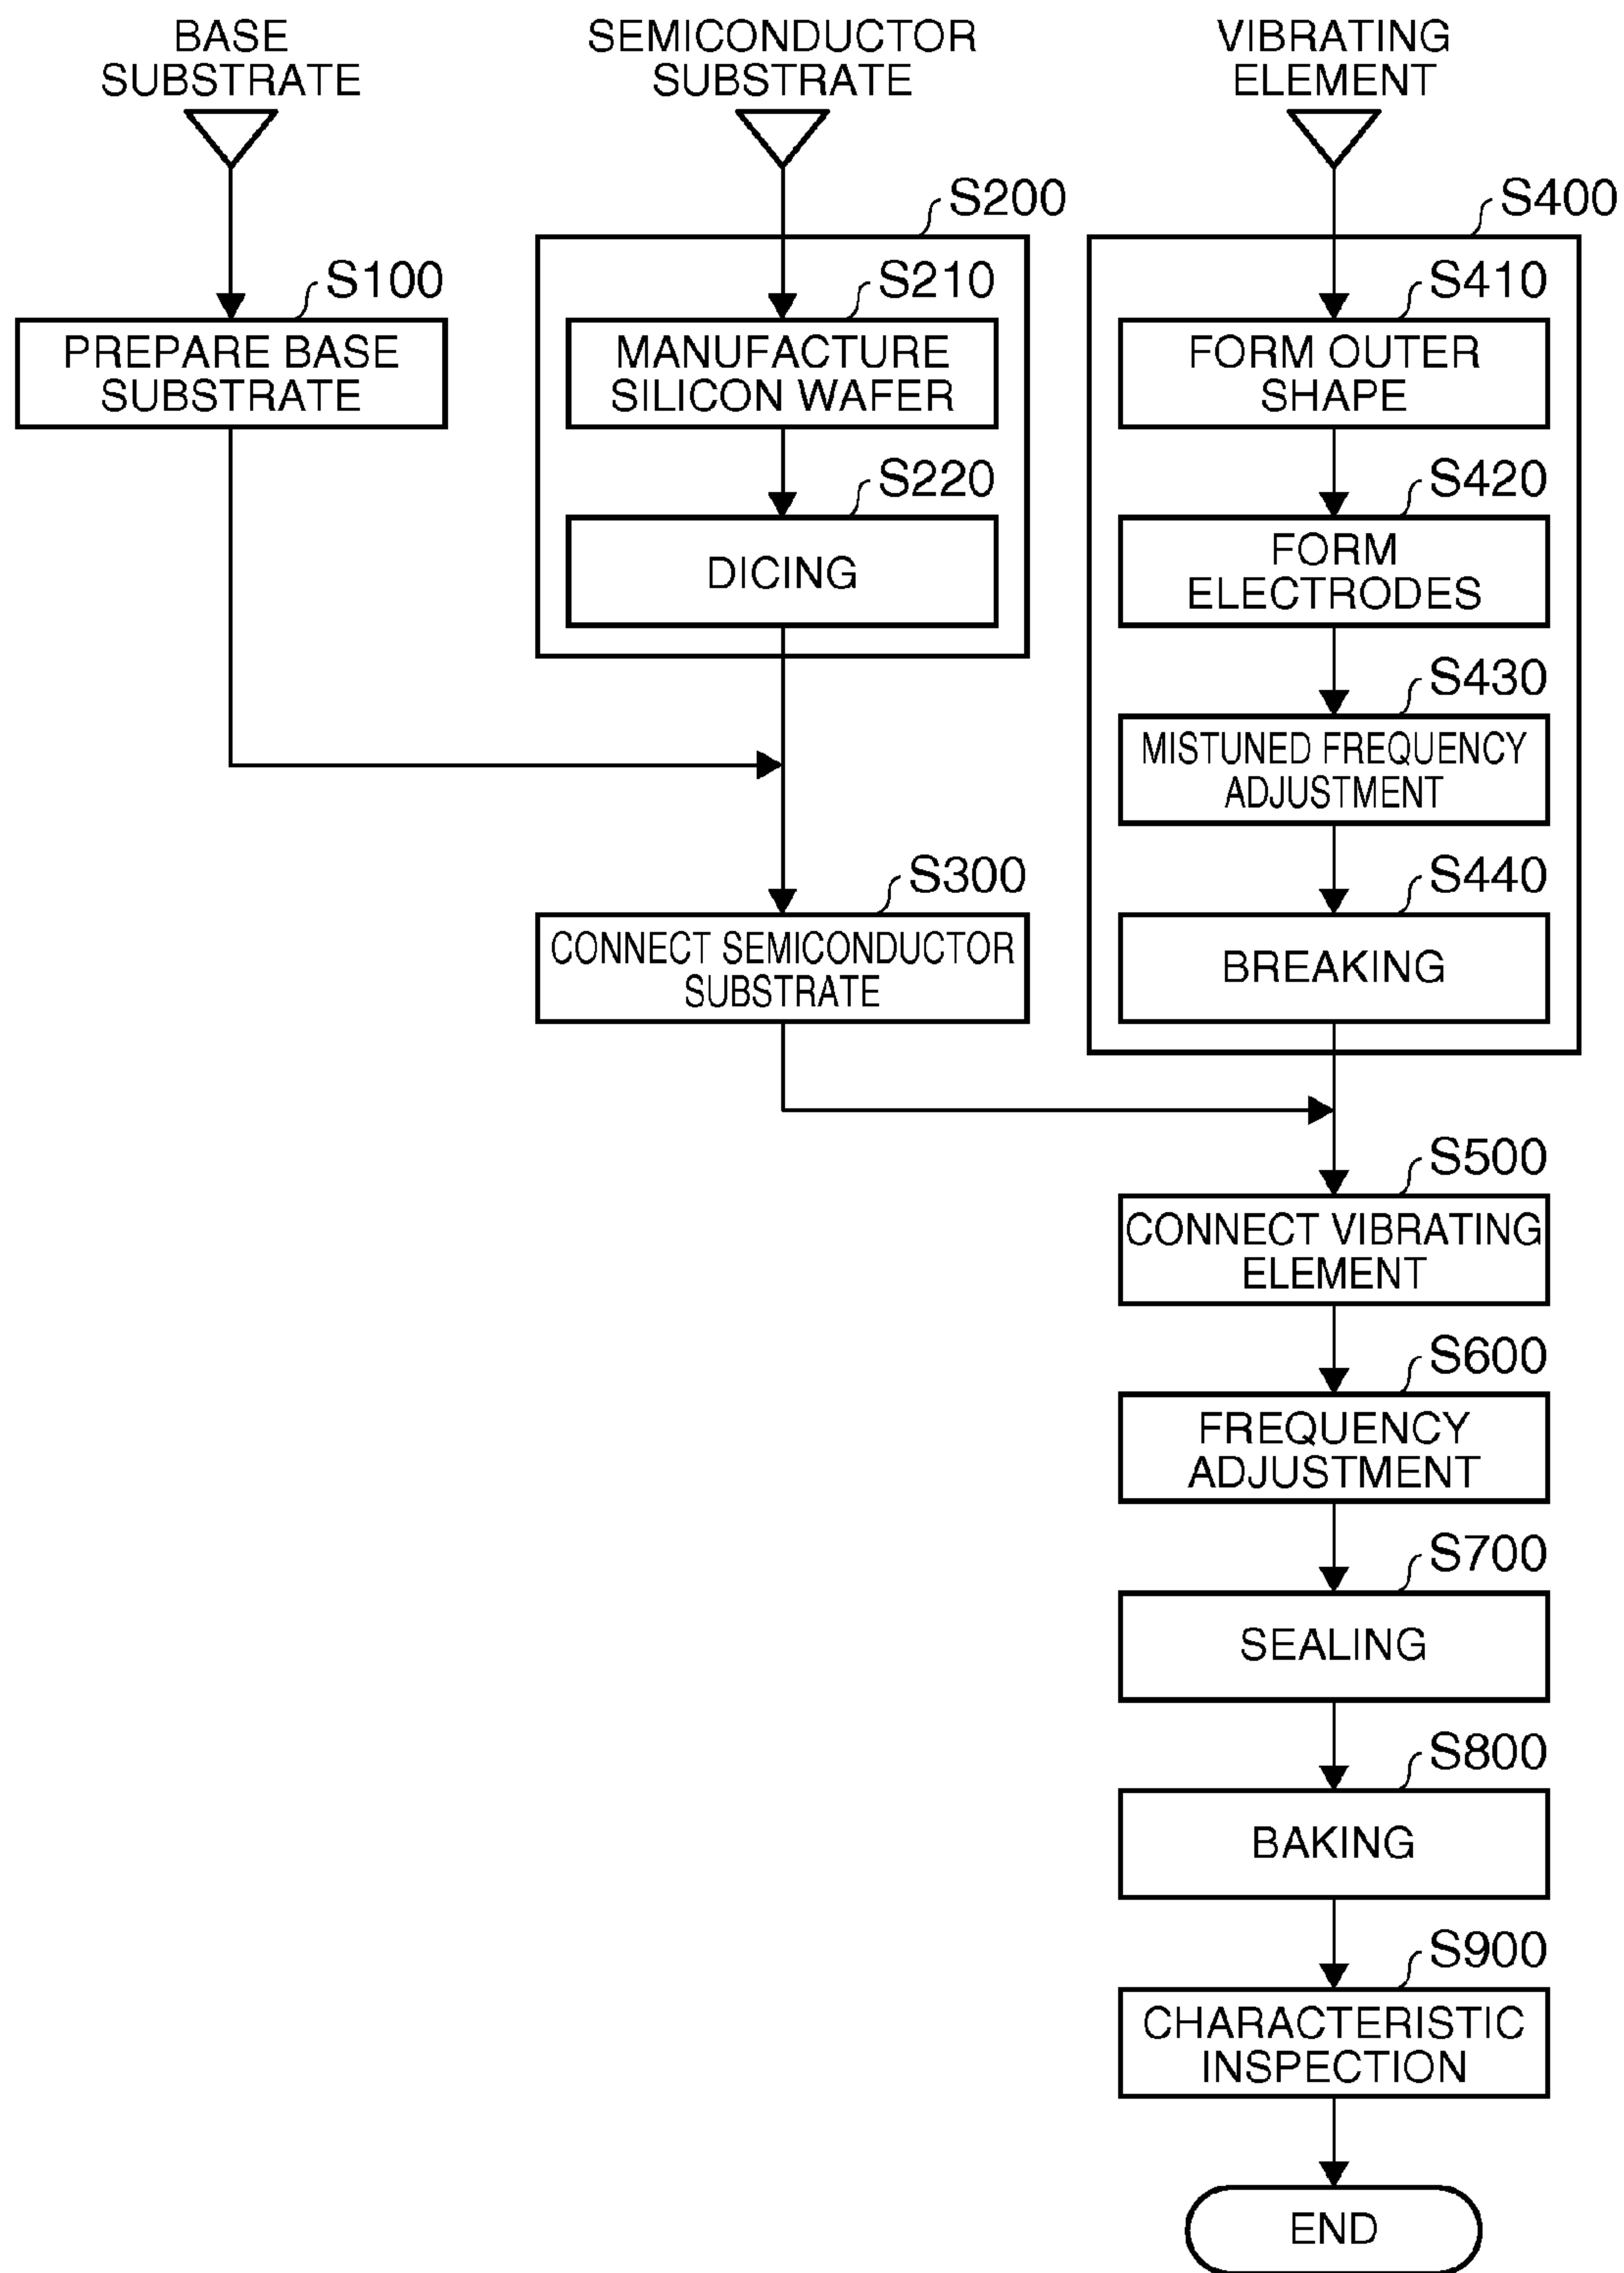 BASE
SUBSTRATE
SEMICONDUCTOR
SUBSTRATE
VIBRATING
ELEMENT
S100
PREPARE BASE
SUBSTRATE
S200
S210
MANUFACTURE
SILICON WAFER
S220
DICING
S300
CONNECT SEMICONDUCTOR
SUBSTRATE
S400
S410
FORM OUTER
SHAPE
S420
FORM
ELECTRODES
S430
MISTUNED FREQUENCY
ADJUSTMENT
S440
BREAKING
S500
CONNECT VIBRATING
ELEMENT
S600
FREQUENCY
ADJUSTMENT
S700
SEALING
S800
BAKING
S900
CHARACTERISTIC
INSPECTION
END